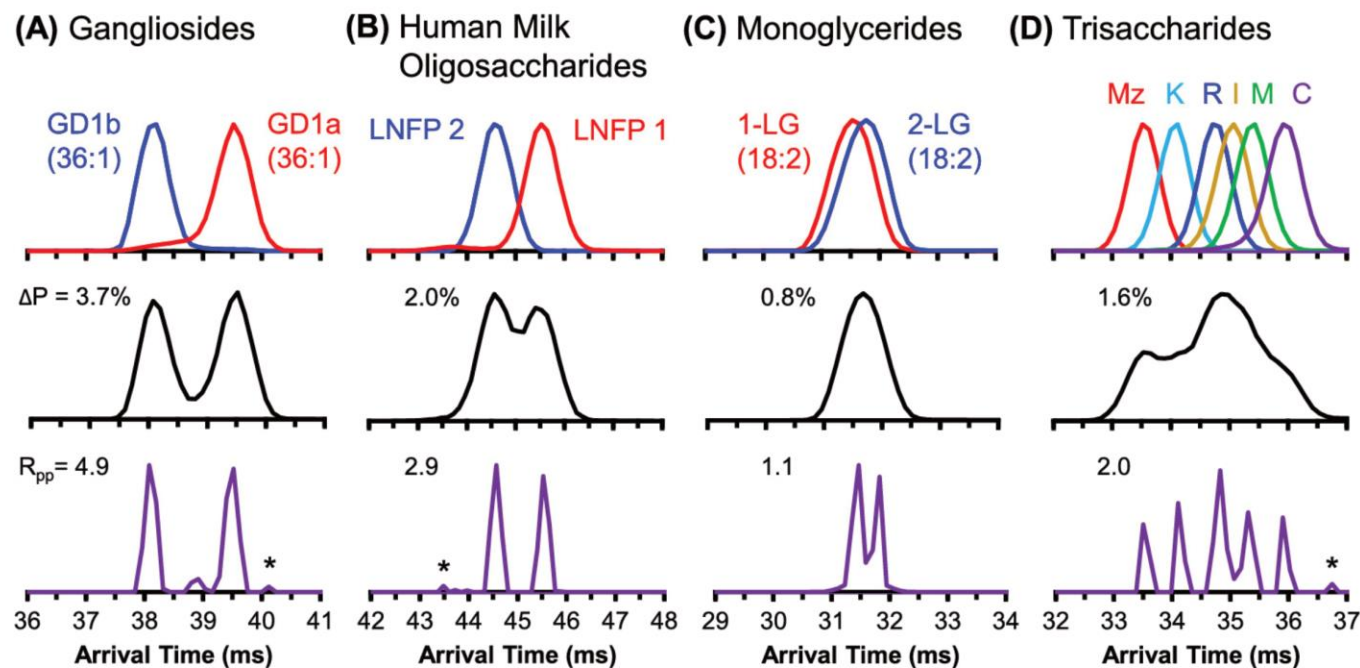 (A) Gangliosides
(B) Human Milk
Oligosaccharides
(C) Monoglycerides
(D) Trisaccharides
GD1b
(36:1)
GD1a
(36:1)
LNFP 2
LNFP 1
1-LG
(18:2)
2-LG
(18:2)
Mz K R I M C
ΔP = 3.7%
2.0%
0.8%
1.6%
Rpp= 4.9
2.9
1.1
2.0
*
*
*
36 37 38 39 40 41
42 43 44 45 46 47 48
29 30 31 32 33 34
32 33 34 35 36 37
Arrival Time (ms)
Arrival Time (ms)
Arrival Time (ms)
Arrival Time (ms)